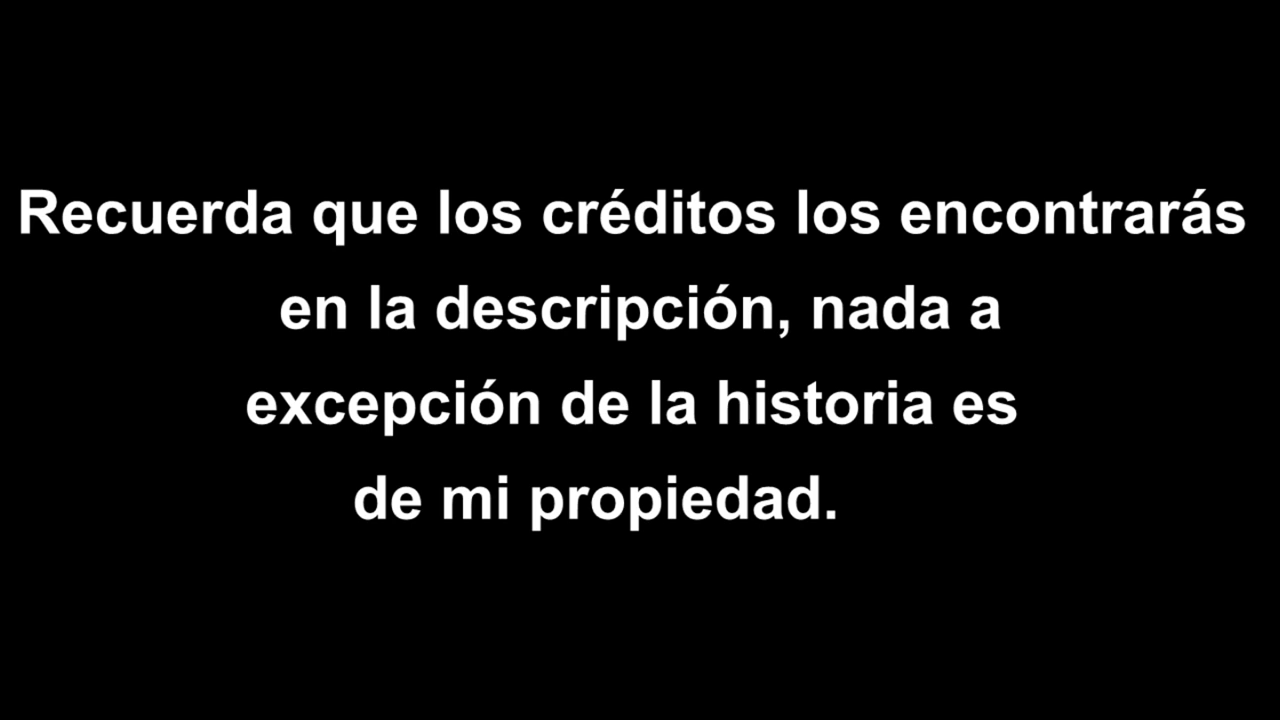 Recuerda que los créditos los encontrarás
en la descripción, nada a
excepción de la historia es
de mi propiedad.